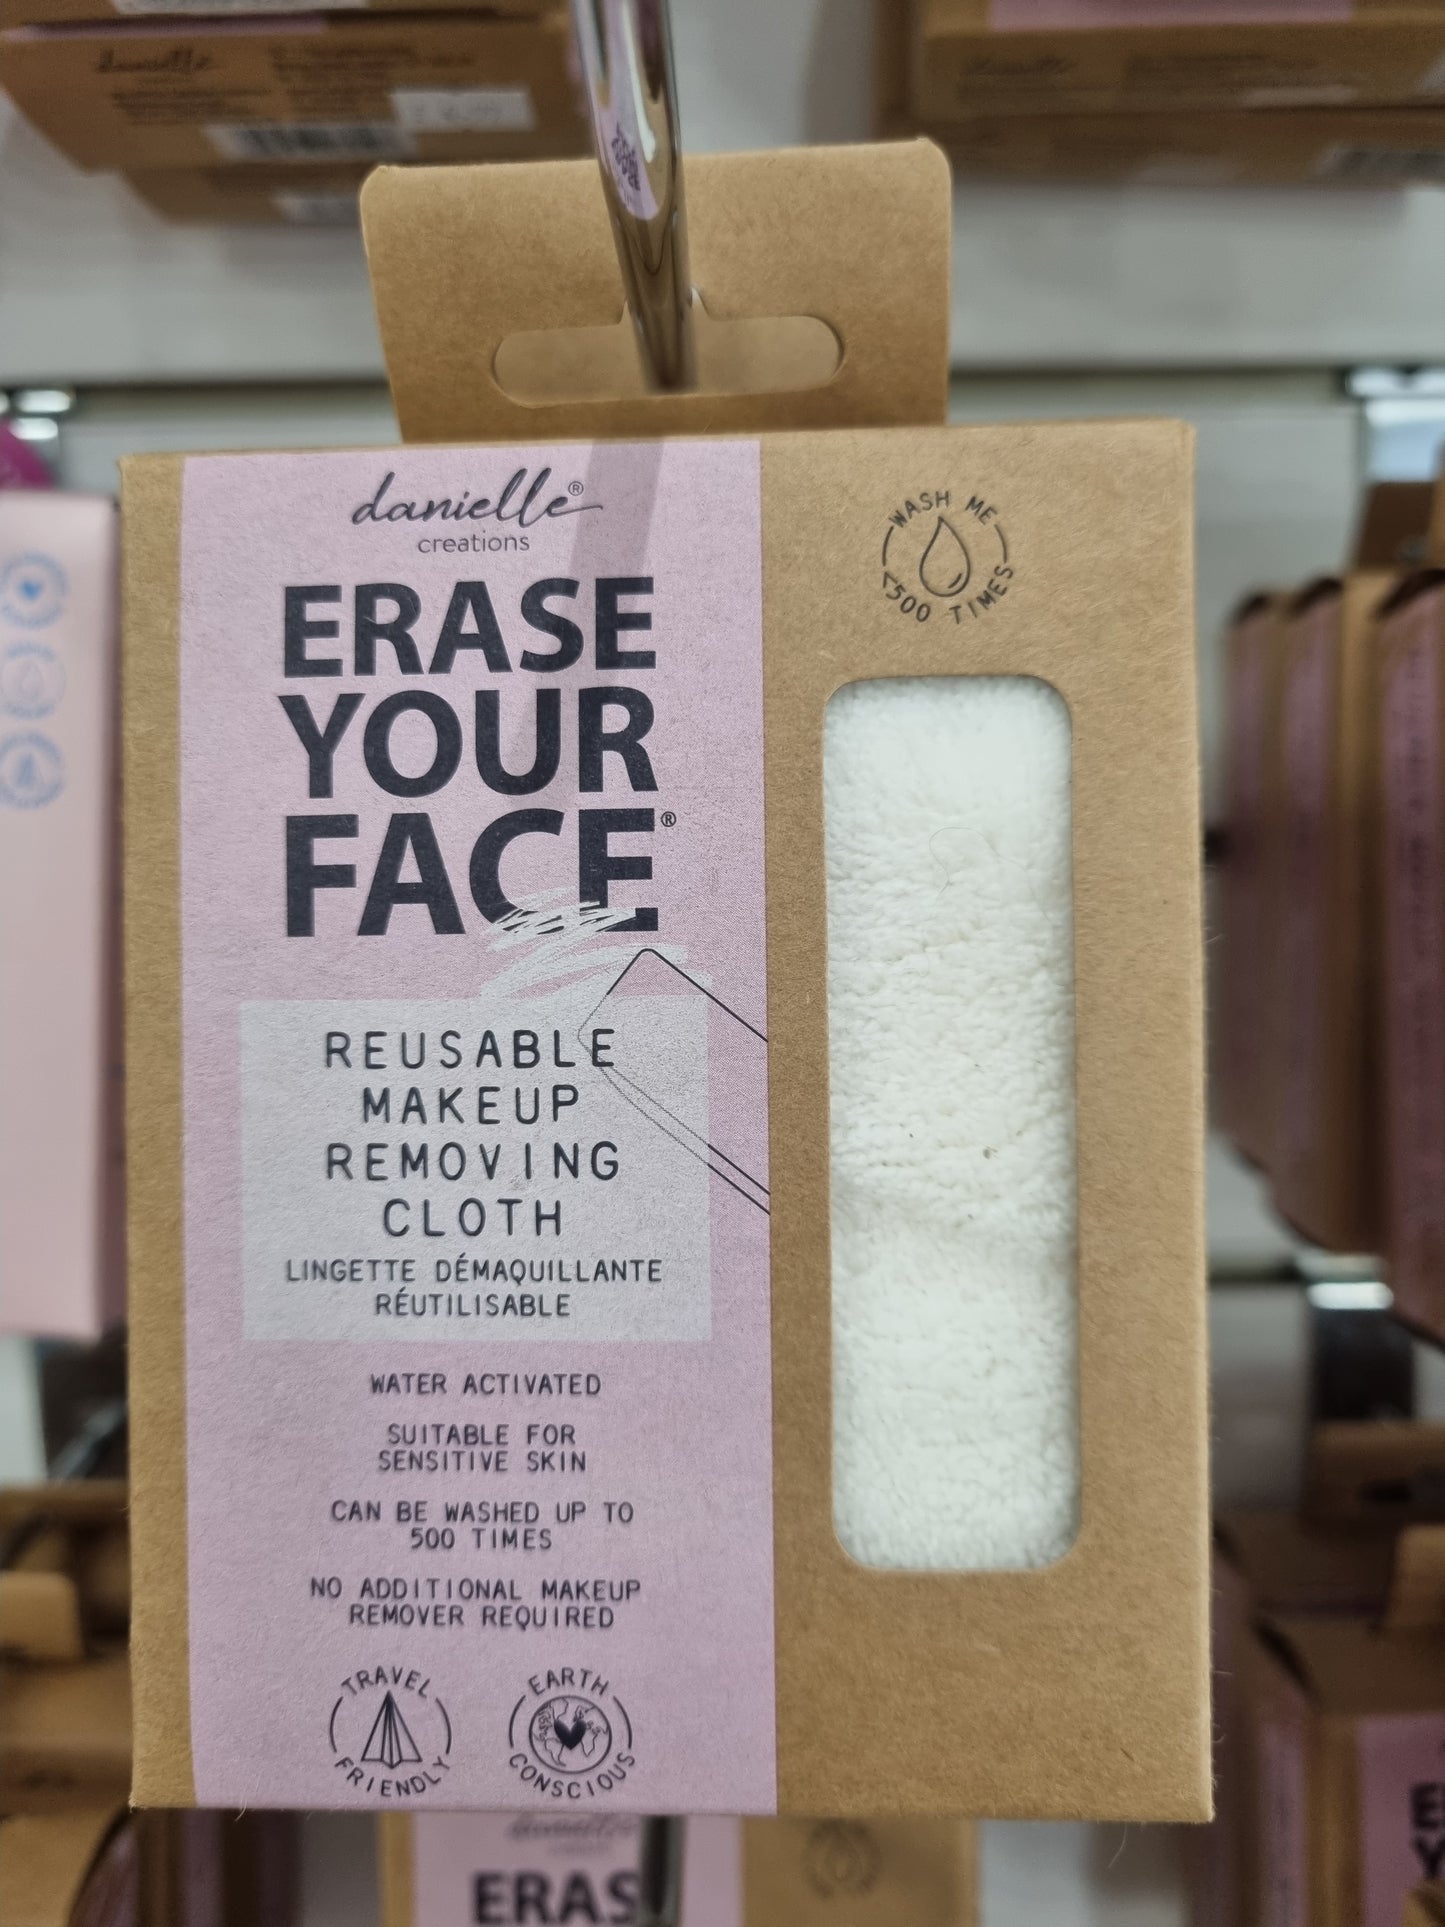 danielle®
creations
ERASE
YOUR
FACE®
REUSABLE
MAKEUP
REMOVING
CLOTH
LINGETTE DÉMAQUILLANTE
RÉUTILISABLE
WATER ACTIVATED
SUITABLE FOR
SENSITIVE SKIN
CAN BE WASHED UP TO
500 TIMES
NO ADDITIONAL MAKEUP
REMOVER REQUIRED
TRAVEL
FRIENDLY
EARTH
CONSCIOUS
WASH ME
<500 TIMES
danielle
ERAS